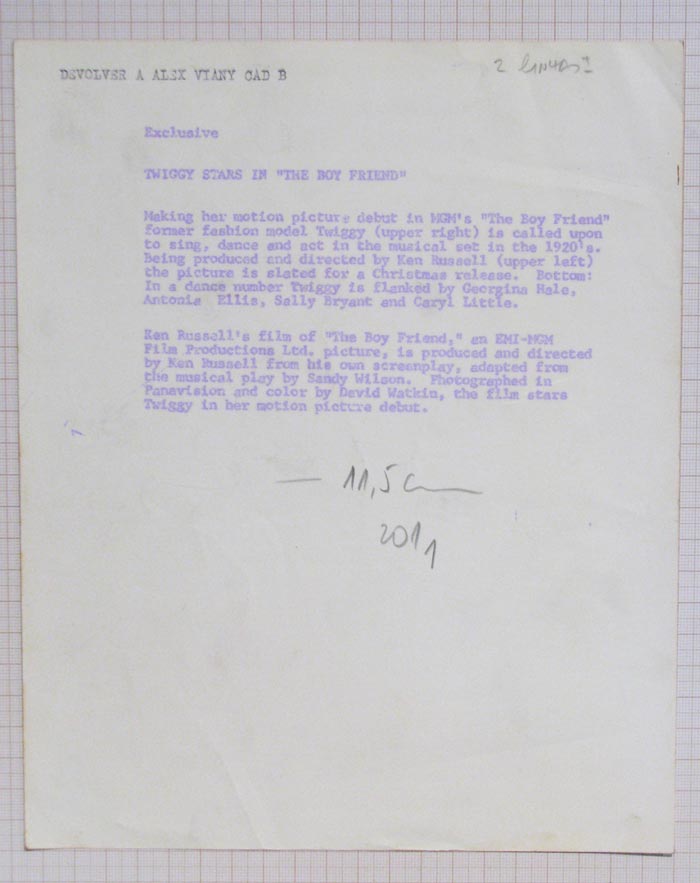 DEVOLVER A ALEX VIANY CAD B
2 linhas
Exclusive
TWIGGY STARS IN "THE BOY FRIEND"
Making her motion picture debut in MGM's "The Boy Friend"
former fashion model Twiggy (upper right) is called upon
to sing, dance and act in the musical set in the 1920's.
Being produced and directed by Ken Russell (upper left)
the picture is slated for a Christmas release. Bottom:
In a dance number Twiggy is flanked by Georgina Hale,
Antonia Ellis, Sally Bryant and Caryl Little.
Ken Russell's film of "The Boy Friend," an EMI-MGM
Film Productions Ltd. picture, is produced and directed
by Ken Russell from his own screenplay, adapted from
the musical play by Sandy Wilson. Photographed in
Panavision and color by David Watkin, the film stars
Twiggy in her motion picture debut.
— 11,5 cm —
2011